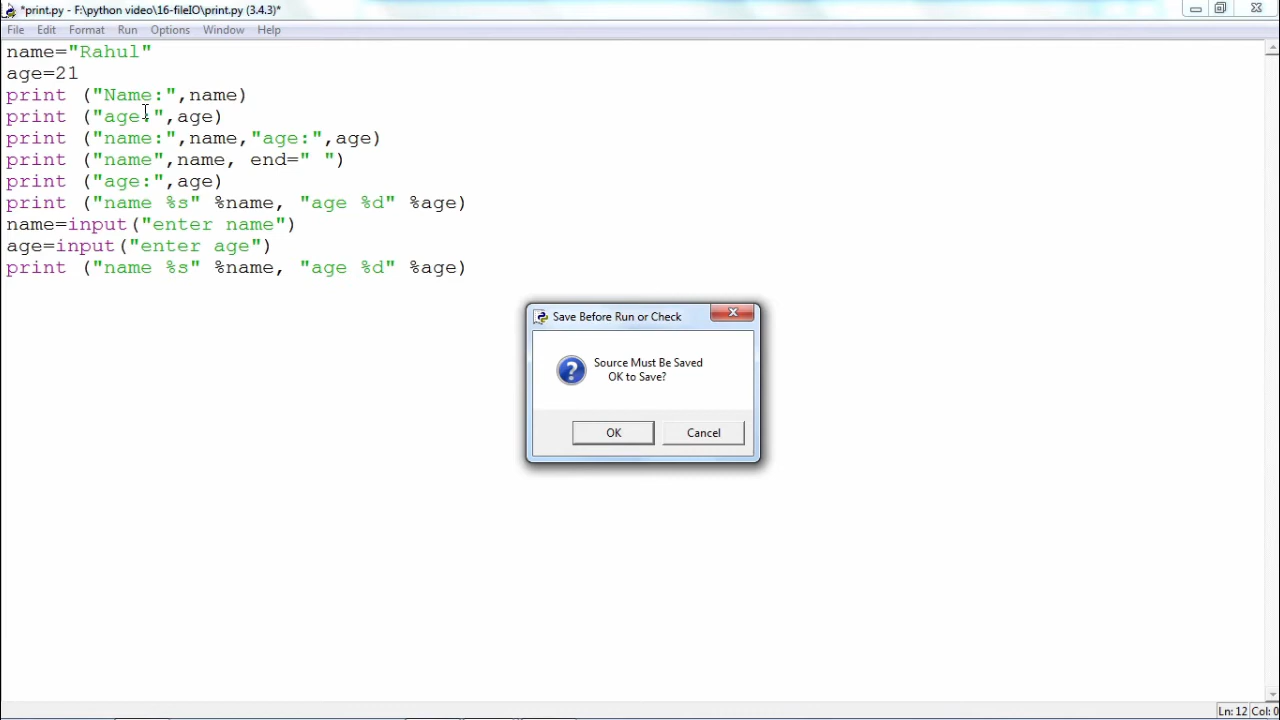 *print.py - F:\python video\16-fileIO\print.py (3.4.3)*
File Edit Format Run Options Window Help
name="Rahul"
age=21
print ("Name:",name)
print ("age:",age)
print ("name:",name,"age:",age)
print ("name",name, end=" ")
print ("age:",age)
print ("name %s" %name, "age %d" %age)
name=input("enter name")
age=input("enter age")
print ("name %s" %name, "age %d" %age)
Save Before Run or Check
Source Must Be Saved
OK to Save?
OK Cancel
Ln: 12 Col: 0